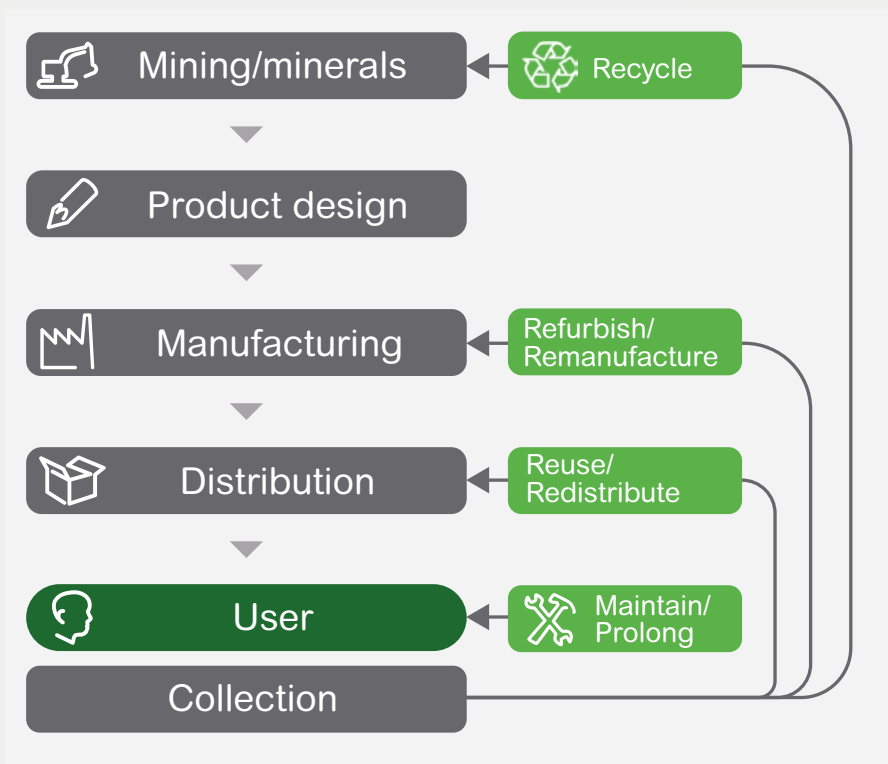 Mining/minerals
Recycle
Product design
Manufacturing
Refurbish/
Remanufacture
Distribution
Reuse/
Redistribute
User
Maintain/
Prolong
Collection